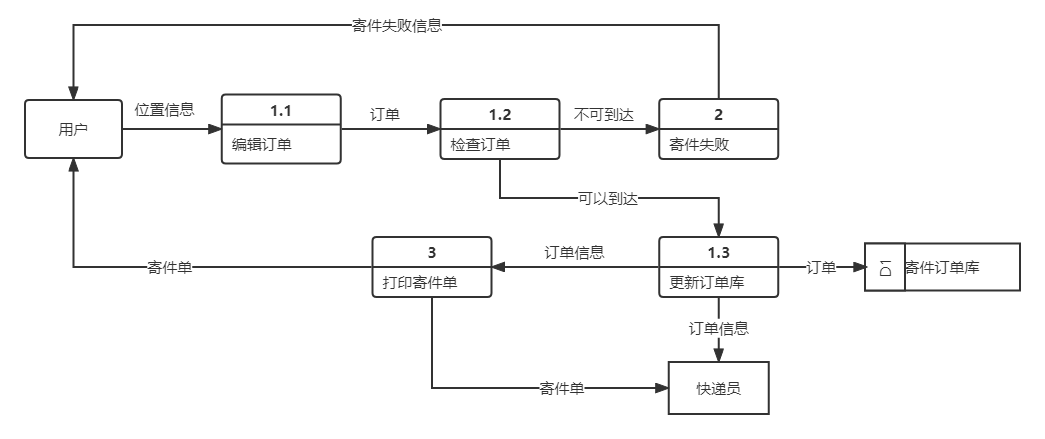 寄件失败信息
用户
位置信息
1.1
编辑订单
订单
1.2
检查订单
不可到达
2
寄件失败
可以到达
寄件单
3
打印寄件单
订单信息
1.3
更新订单库
订单
D1
寄件订单库
订单信息
寄件单
快递员